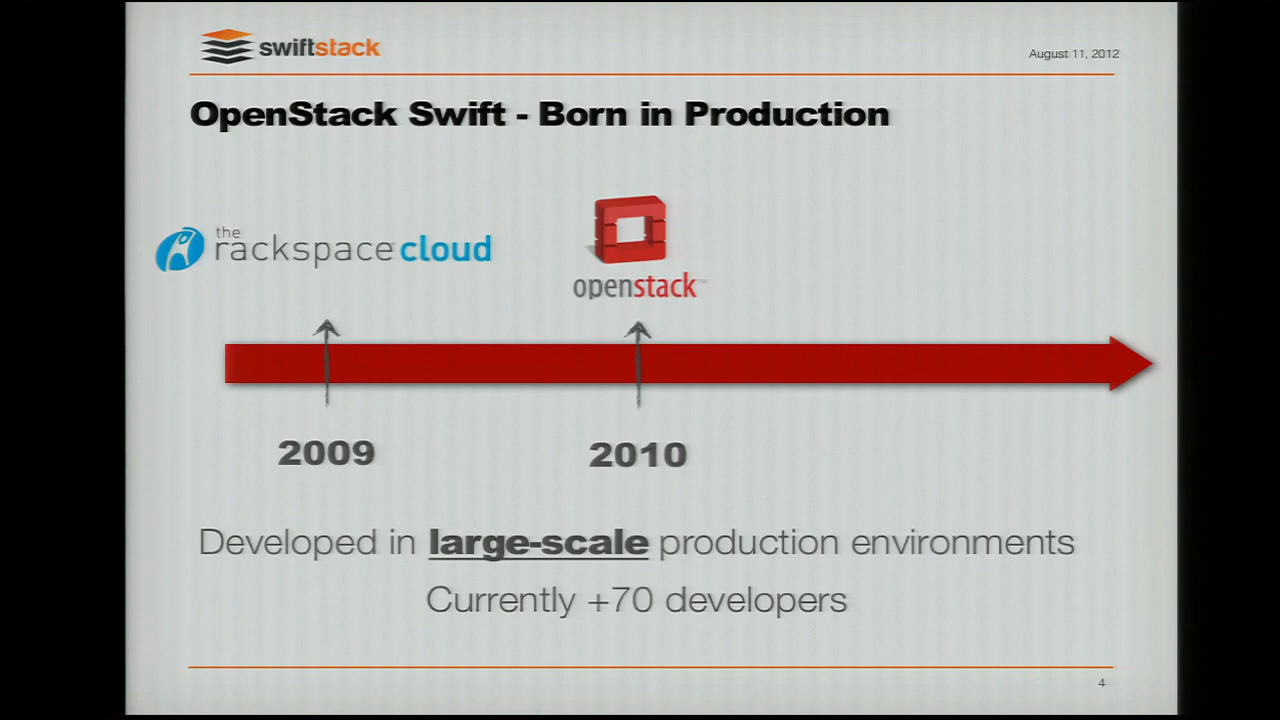 swiftstack
August 11, 2012
OpenStack Swift - Born in Production
the
rackspace cloud
openstack™
2009
2010
Developed in large-scale production environments
Currently +70 developers
4